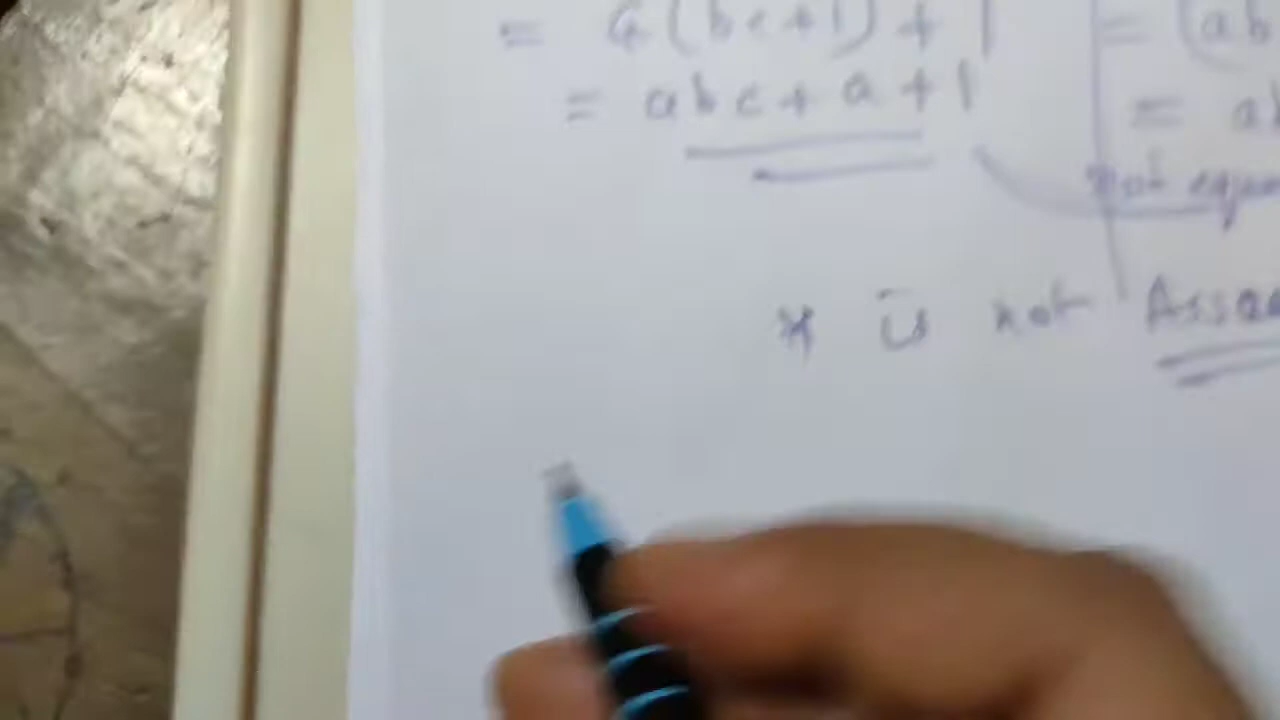 = a(bc+1)+1 = (ab
= abc+a+1 = ab
not equa
* is not Asso